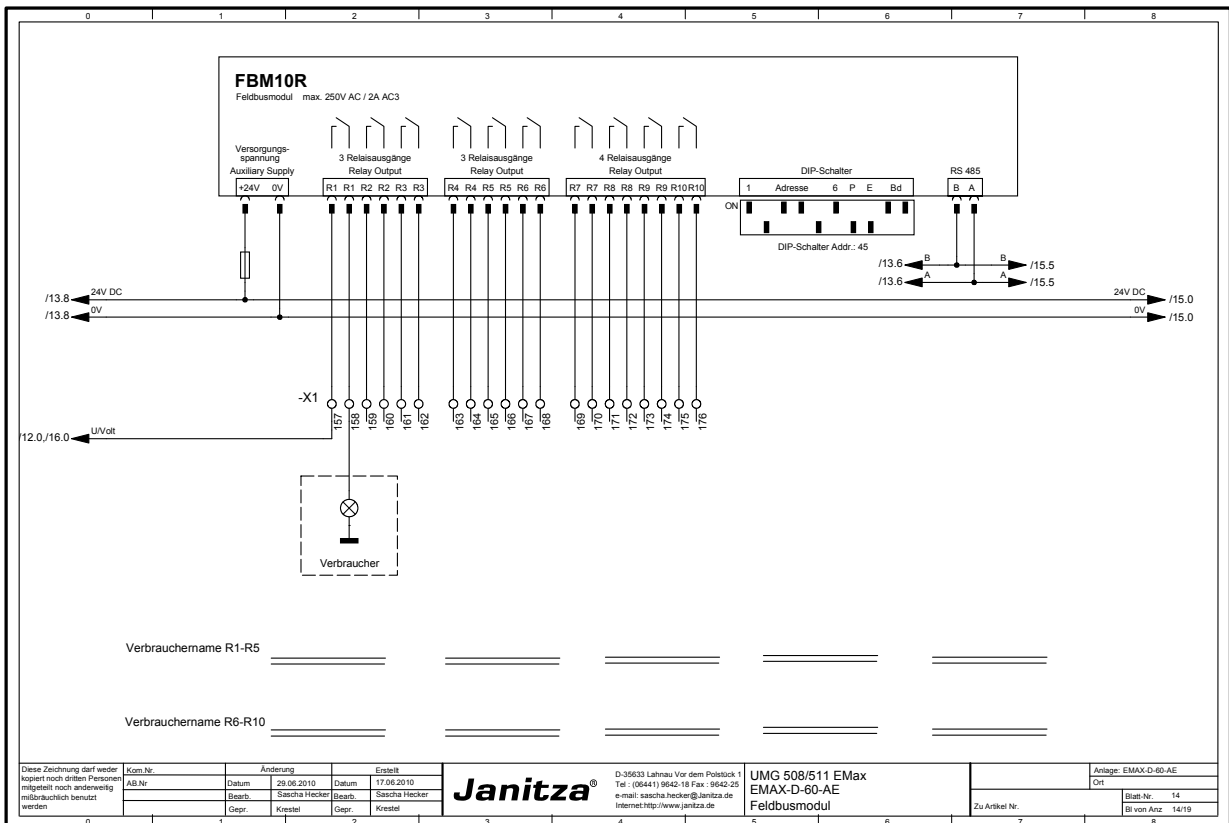 0 1 2 3 4 5 6 7 8
FBM10R
Feldbusmodul max. 250V AC / 2A AC3
Versorgungs-
spannung
Auxiliary Supply
+24V 0V
3 Relaisausgänge
Relay Output
R1 R1 R2 R2 R3 R3
3 Relaisausgänge
Relay Output
R4 R4 R5 R5 R6 R6
4 Relaisausgänge
Relay Output
R7 R7 R8 R8 R9 R9 R10 R10
DIP-Schalter
1 Adresse 6 P E Bd
ON
DIP-Schalter Addr.: 45
RS 485
B A
/13.6 B B /15.5
/13.6 A A /15.5
/13.8 24V DC 24V DC /15.0
/13.8 0V 0V /15.0
-X1
157 158 159 160 161 162 163 164 165 166 167 168 169 170 171 172 173 174 175 176
/12.0,/16.0 U/Volt
Verbraucher
Verbrauchername R1-R5
Verbrauchername R6-R10
Diese Zeichnung darf weder
kopiert noch dritten Personen
mitgeteilt noch anderweitig
mißbräuchlich benutzt
werden
Kom.Nr.
AB.Nr
Änderung Erstellt
Datum 29.06.2010 Datum 17.06.2010
Bearb. Sascha Hecker Bearb. Sascha Hecker
Gepr. Krestel Gepr. Krestel
Janitza®
D-35633 Lahnau Vor dem Polstück 1
Tel : (06441) 9642-18 Fax : 9642-25
e-mail: sascha.hecker@Janitza.de
Internet:http://www.janitza.de
UMG 508/511 EMax
EMAX-D-60-AE
Feldbusmodul
Zu Artikel Nr.
Anlage: EMAX-D-60-AE
Ort
Blatt-Nr. 14
Bl von Anz 14/19
0 1 2 3 4 5 6 7 8